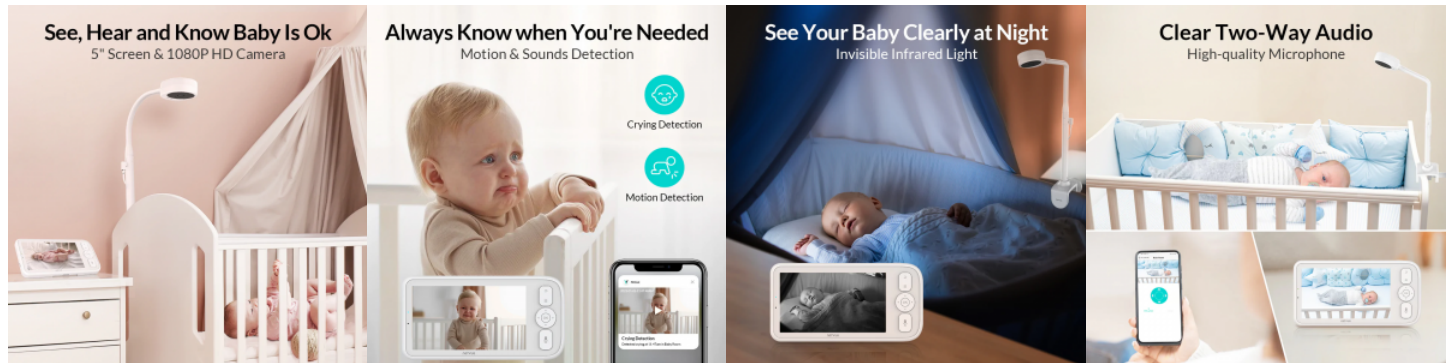 See, Hear and Know Baby Is Ok
5" Screen & 1080P HD Camera
Always Know when You're Needed
Motion & Sounds Detection
Crying Detection
Motion Detection
Crying Detection
See Your Baby Clearly at Night
Invisible Infrared Light
Clear Two-Way Audio
High-quality Microphone